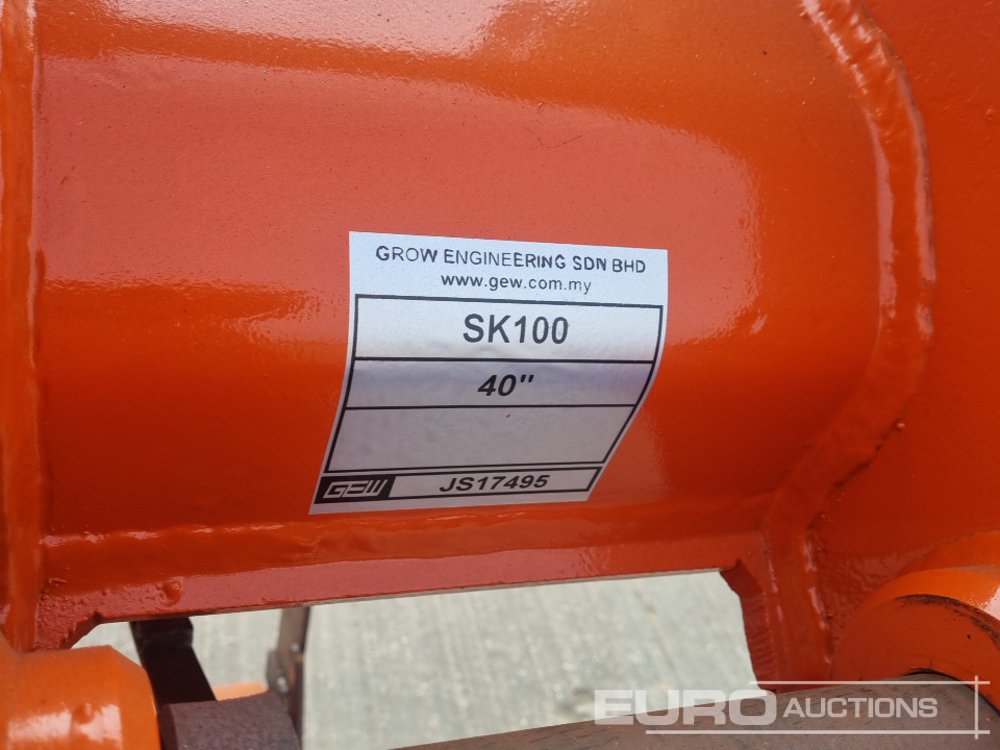 GROW ENGINEERING SDN BHD
www.gew.com.my
SK100
40"
GEW JS17495
EURO AUCTIONS